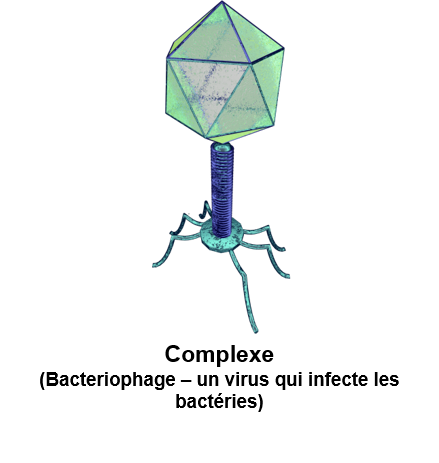 Complexe
(Bacteriophage – un virus qui infecte les
bactéries)